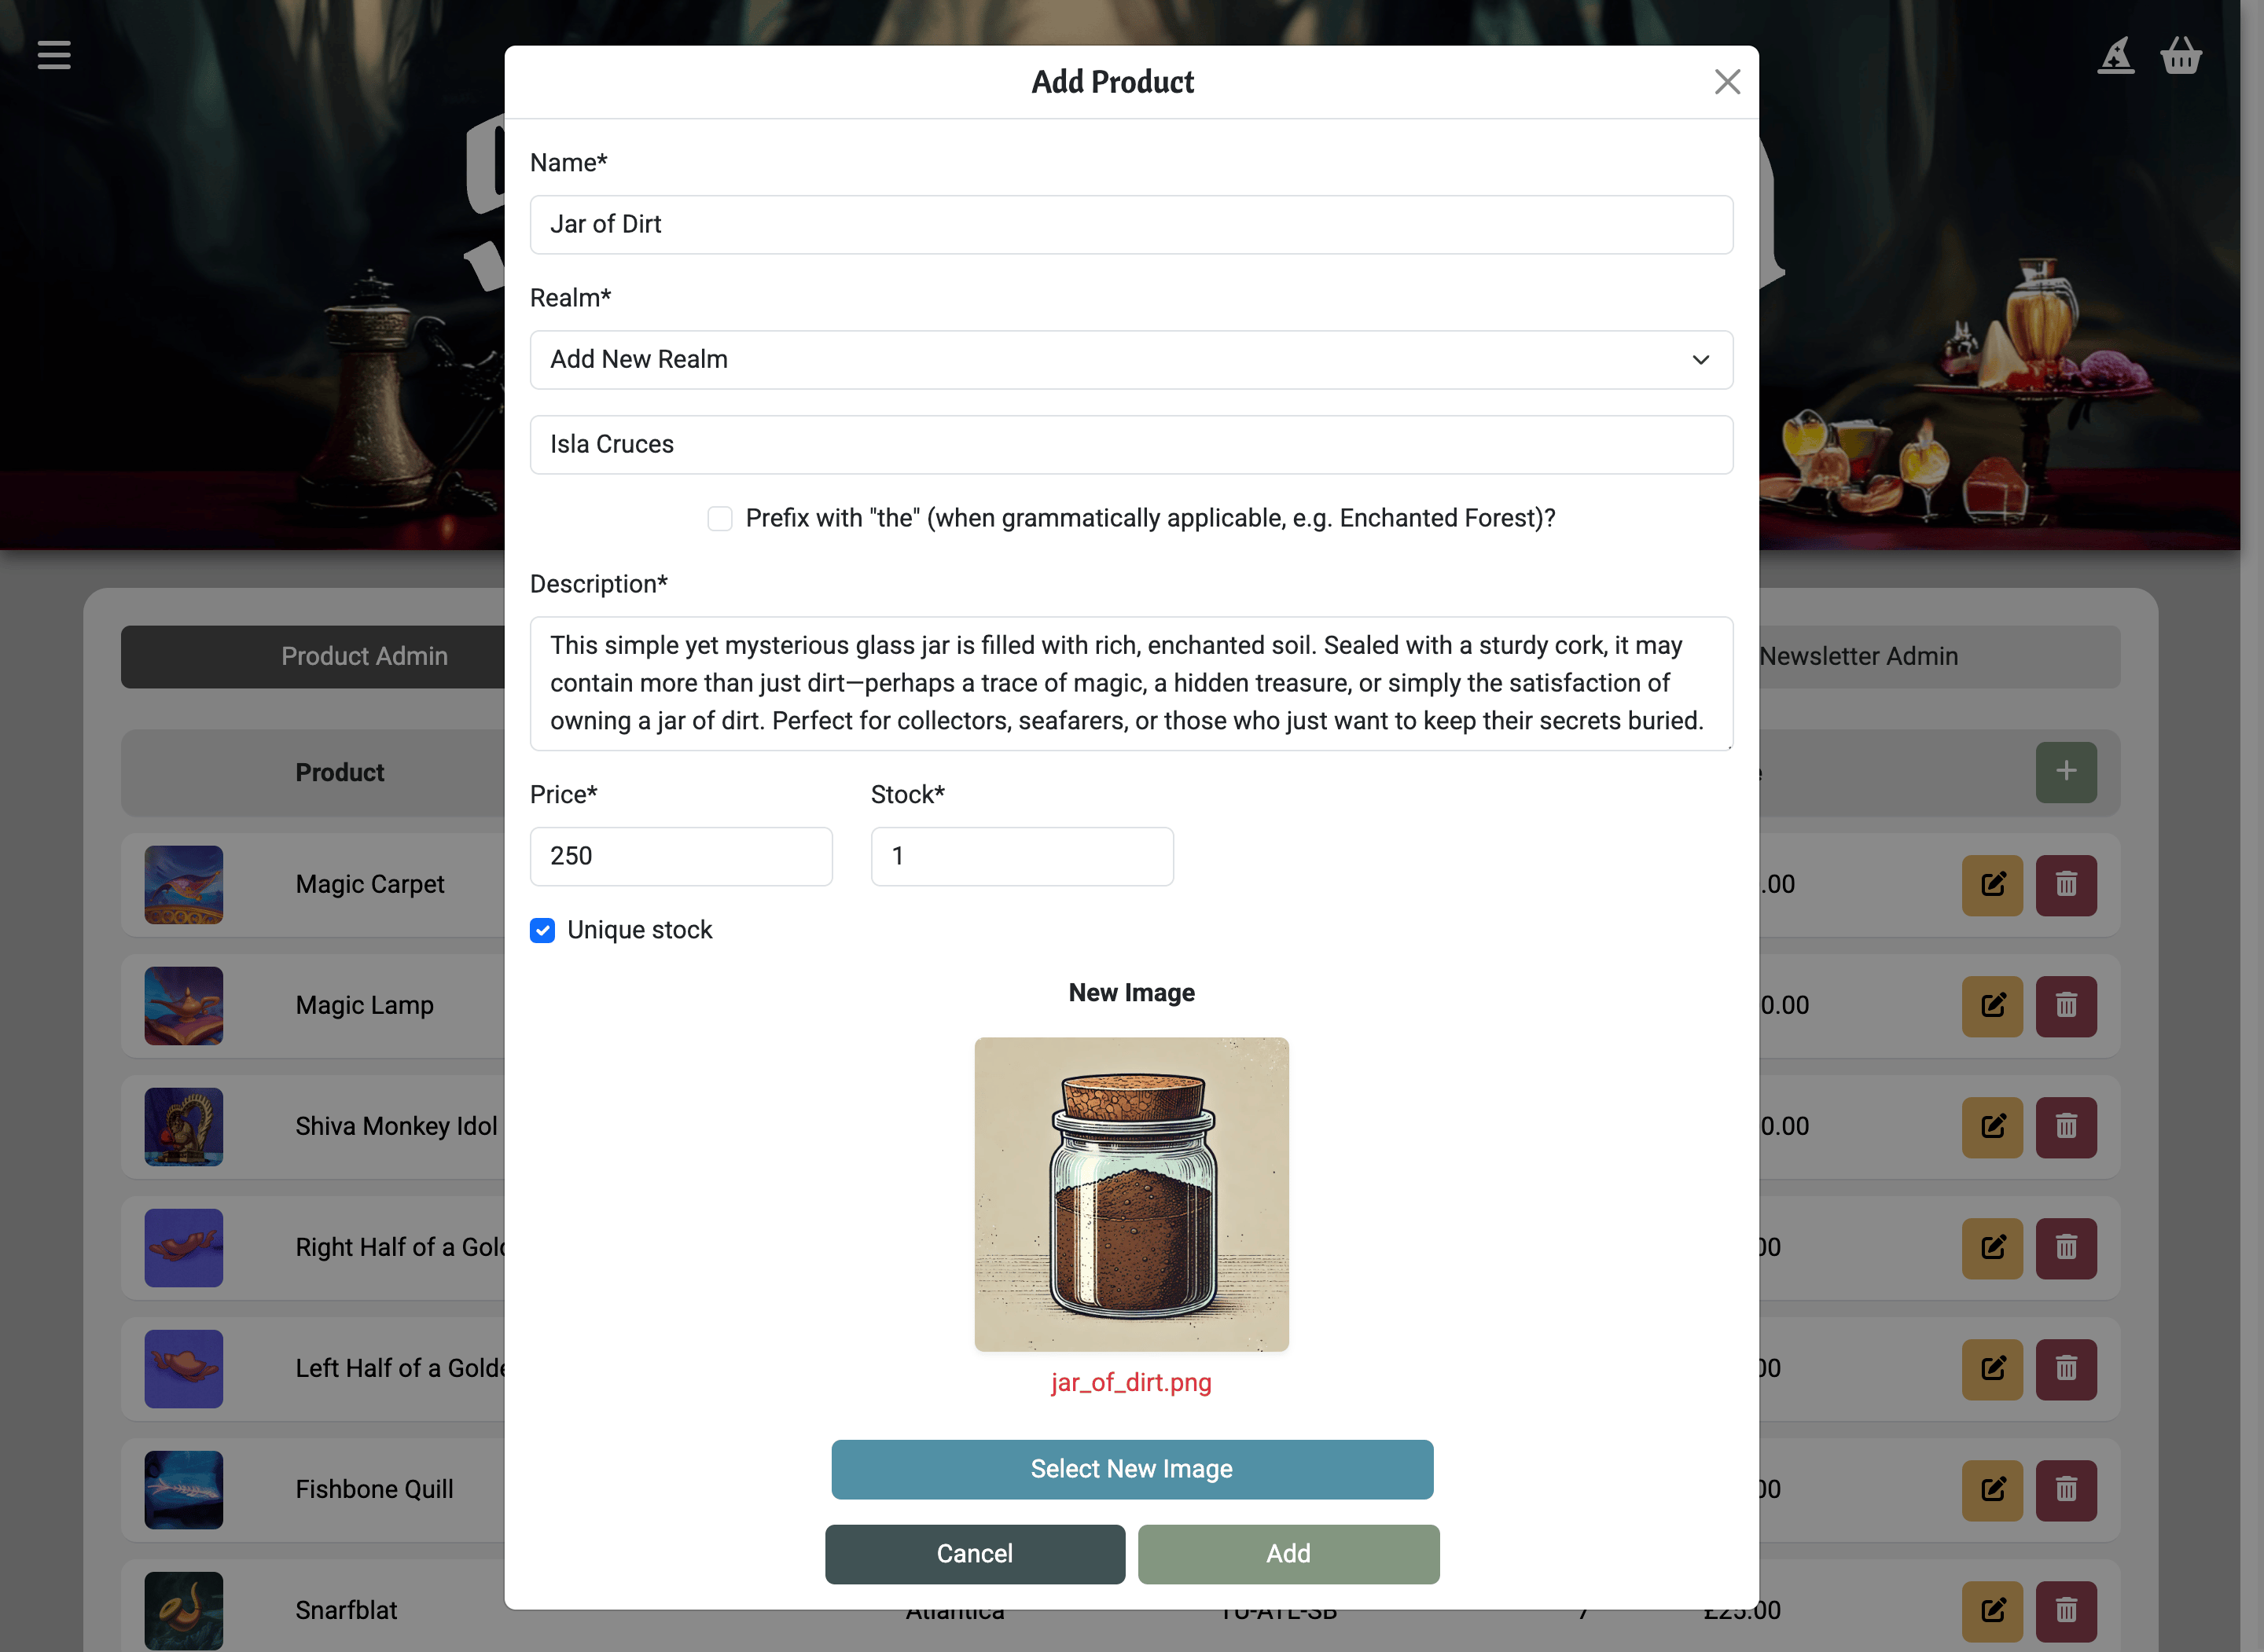 Add Product
Name*
Jar of Dirt
Realm*
Add New Realm
Isla Cruces
Prefix with "the" (when grammatically applicable, e.g. Enchanted Forest)?
Description*
This simple yet mysterious glass jar is filled with rich, enchanted soil. Sealed with a sturdy cork, it may
contain more than just dirt—perhaps a trace of magic, a hidden treasure, or simply the satisfaction of
owning a jar of dirt. Perfect for collectors, seafarers, or those who just want to keep their secrets buried.
Price*
Stock*
250
1
Unique stock
New Image
jar_of_dirt.png
Select New Image
Cancel
Add
Product Admin
Newsletter Admin
Product
Magic Carpet
.00
Magic Lamp
0.00
Shiva Monkey Idol
0.00
Right Half of a
00
Left Half of a
00
Fishbone Quill
00
Snarfblat
Atlantica
TU-ATL-SB
7
£25.00